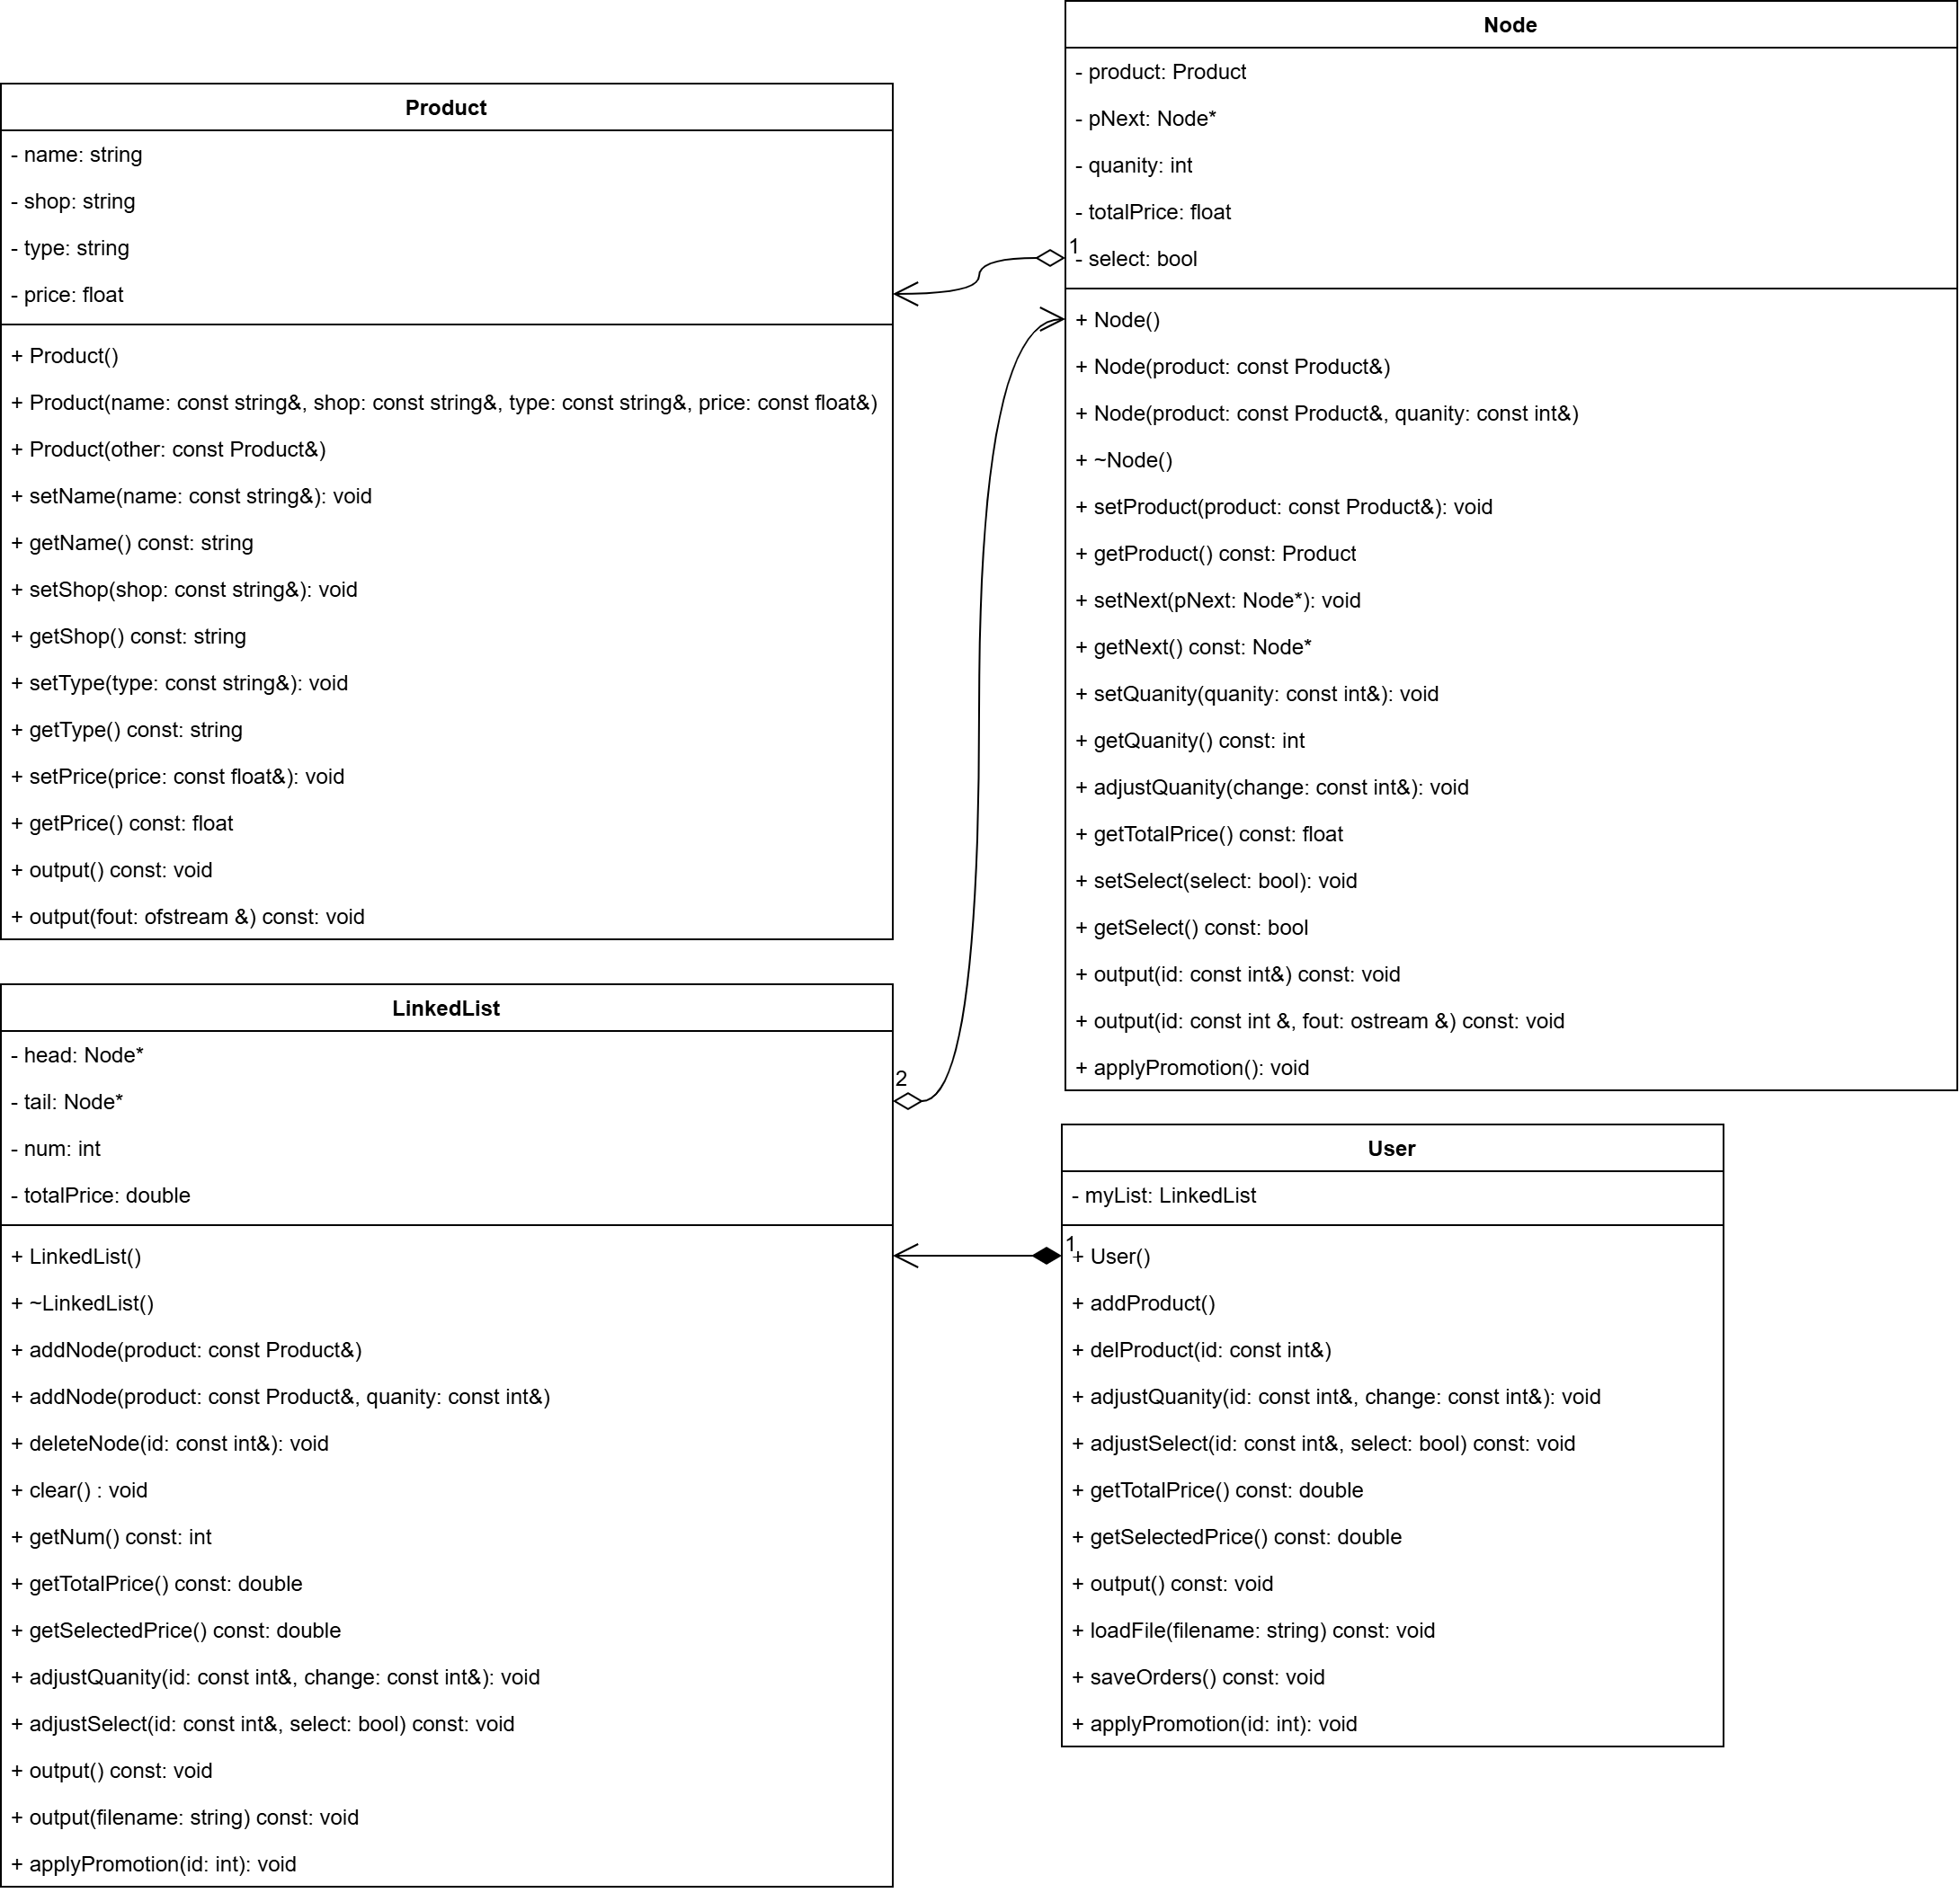 Product
- name: string
- shop: string
- type: string
- price: float
+ Product()
+ Product(name: const string&, shop: const string&, type: const string&, price: const float&)
+ Product(other: const Product&)
+ setName(name: const string&): void
+ getName() const: string
+ setShop(shop: const string&): void
+ getShop() const: string
+ setType(type: const string&): void
+ getType() const: string
+ setPrice(price: const float&): void
+ getPrice() const: float
+ output() const: void
+ output(fout: ofstream &) const: void
Node
- product: Product
- pNext: Node*
- quanity: int
- totalPrice: float
1
- select: bool
+ Node()
+ Node(product: const Product&)
+ Node(product: const Product&, quanity: const int&)
+ ~Node()
+ setProduct(product: const Product&): void
+ getProduct() const: Product
+ setNext(pNext: Node*): void
+ getNext() const: Node*
+ setQuanity(quanity: const int&): void
+ getQuanity() const: int
+ adjustQuanity(change: const int&): void
+ getTotalPrice() const: float
+ setSelect(select: bool): void
+ getSelect() const: bool
+ output(id: const int&) const: void
+ output(id: const int &, fout: ostream &) const: void
+ applyPromotion(): void
LinkedList
- head: Node*
2
- tail: Node*
- num: int
- totalPrice: double
+ LinkedList()
+ ~LinkedList()
+ addNode(product: const Product&)
+ addNode(product: const Product&, quanity: const int&)
+ deleteNode(id: const int&): void
+ clear() : void
+ getNum() const: int
+ getTotalPrice() const: double
+ getSelectedPrice() const: double
+ adjustQuanity(id: const int&, change: const int&): void
+ adjustSelect(id: const int&, select: bool) const: void
+ output() const: void
+ output(filename: string) const: void
+ applyPromotion(id: int): void
User
- myList: LinkedList
1
+ User()
+ addProduct()
+ delProduct(id: const int&)
+ adjustQuanity(id: const int&, change: const int&): void
+ adjustSelect(id: const int&, select: bool) const: void
+ getTotalPrice() const: double
+ getSelectedPrice() const: double
+ output() const: void
+ loadFile(filename: string) const: void
+ saveOrders() const: void
+ applyPromotion(id: int): void